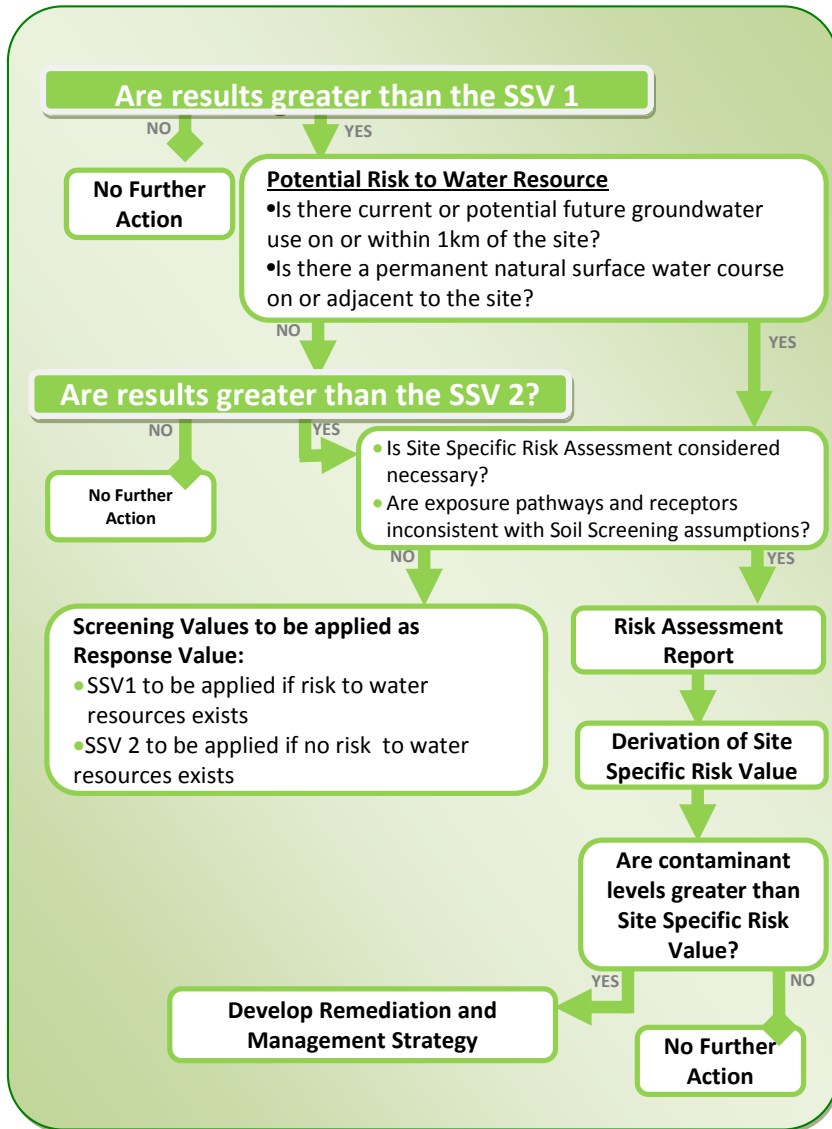 Are results greater than the SSV 1
NO
YES
No Further
Action
Potential Risk to Water Resource
•Is there current or potential future groundwater
use on or within 1km of the site?
•Is there a permanent natural surface water course
on or adjacent to the site?
NO
YES
Are results greater than the SSV 2?
NO
YES
No Further
Action
• Is Site Specific Risk Assessment considered
necessary?
• Are exposure pathways and receptors
inconsistent with Soil Screening assumptions?
NO
YES
Screening Values to be applied as
Response Value:
•SSV1 to be applied if risk to water
resources exists
•SSV 2 to be applied if no risk to water
resources exists
Risk Assessment
Report
Derivation of Site
Specific Risk Value
Are contaminant
levels greater than
Site Specific Risk
Value?
YES
NO
Develop Remediation and
Management Strategy
No Further
Action